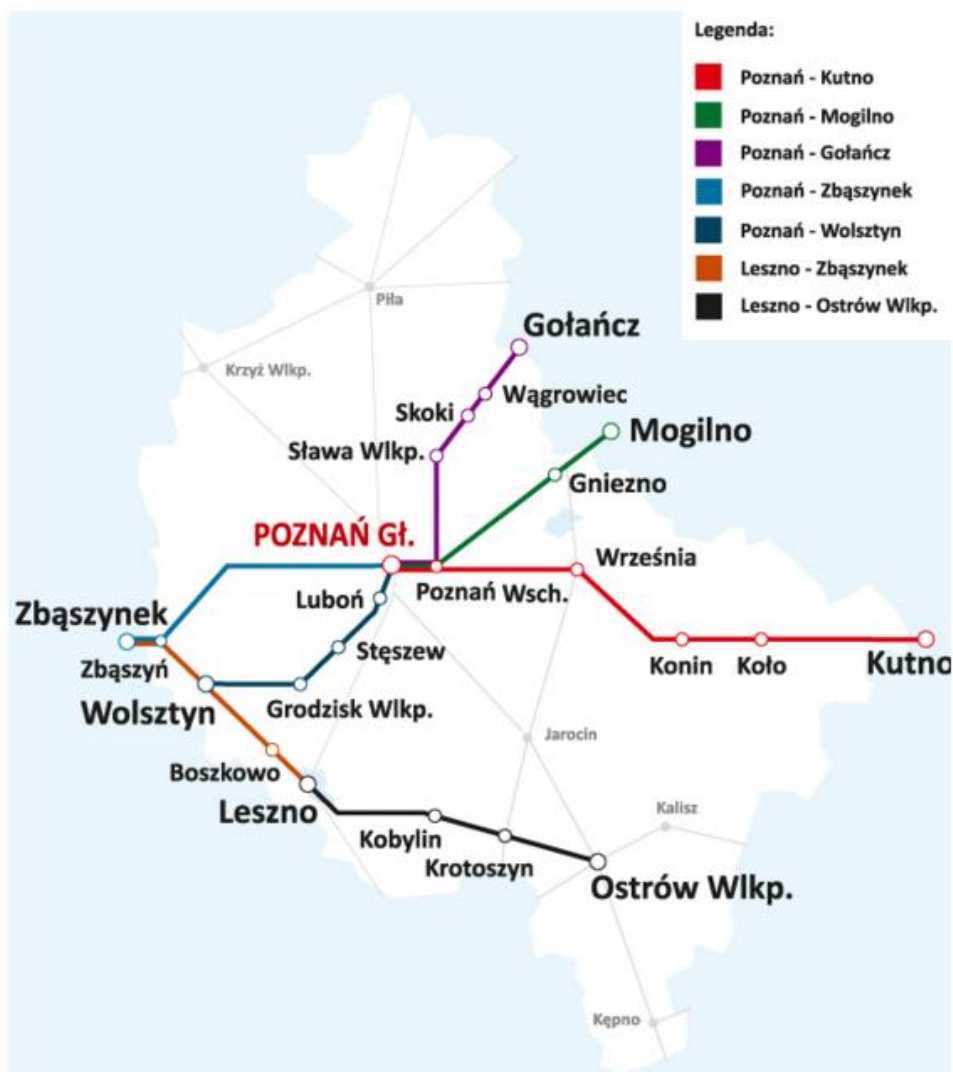 Legenda:
Poznań - Kutno
Poznań - Mogilno
Poznań - Gołańcz
Poznań - Zbąszynek
Poznań - Wolsztyn
Leszno - Zbąszynek
Leszno - Ostrów Wlkp.
Piła
Gołańcz
Krzyż Wlkp.
Wągrowiec
Skoki
Mogilno
Sława Wlkp.
Gniezno
POZNAŃ Gł.
Września
Poznań Wsch.
Luboń
Zbąszynek
Stęszew
Zbąszyń
Konin
Koło
Kutno
Wolsztyn
Grodzisk Wlkp.
Jarocin
Boszkowo
Leszno
Kalisz
Kobylin
Krotoszyn
Ostrów Wlkp.
Kępno